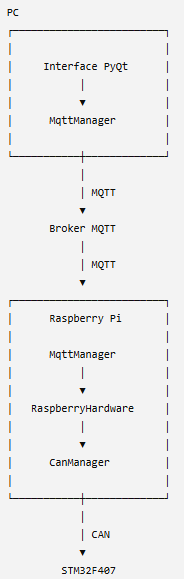 PC
Interface PyQt
MqttManager
MQTT
Broker MQTT
MQTT
Raspberry Pi
MqttManager
RaspberryHardware
CanManager
CAN
STM32F407